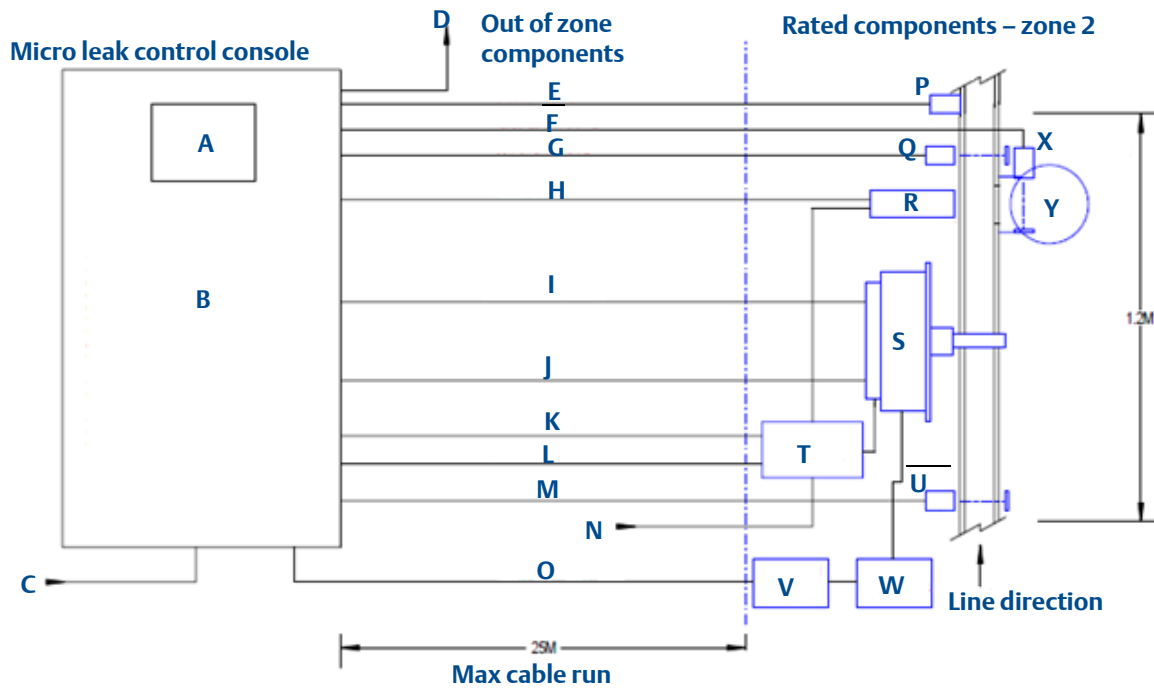 D
Out of zone
components
Rated components – zone 2
Micro leak control console
E
P
F
A
G
Q
X
H
R
Y
B
I
S
1.2M
J
K
T
L
M
U
N
C
O
V
W
Line direction
25M
Max cable run